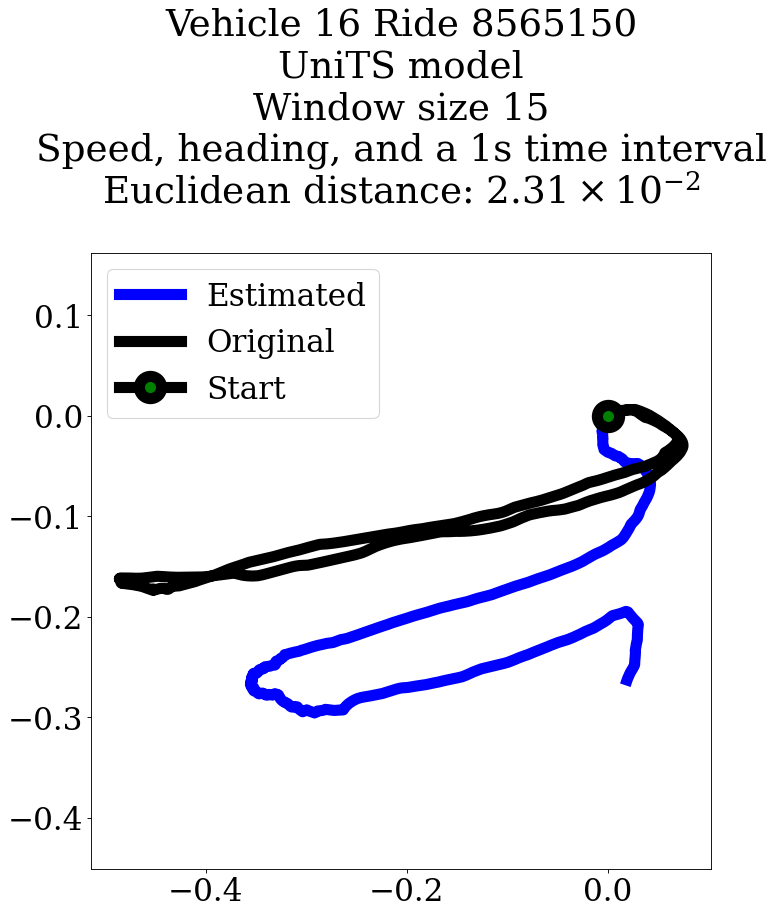 Vehicle 16 Ride 8565150
UniTS model
Window size 15
Speed, heading, and a 1s time interval
Euclidean distance: 2.31 × 10⁻²
Estimated
Original
Start
0.1
0.0
−0.1
−0.2
−0.3
−0.4
−0.4 −0.2 0.0